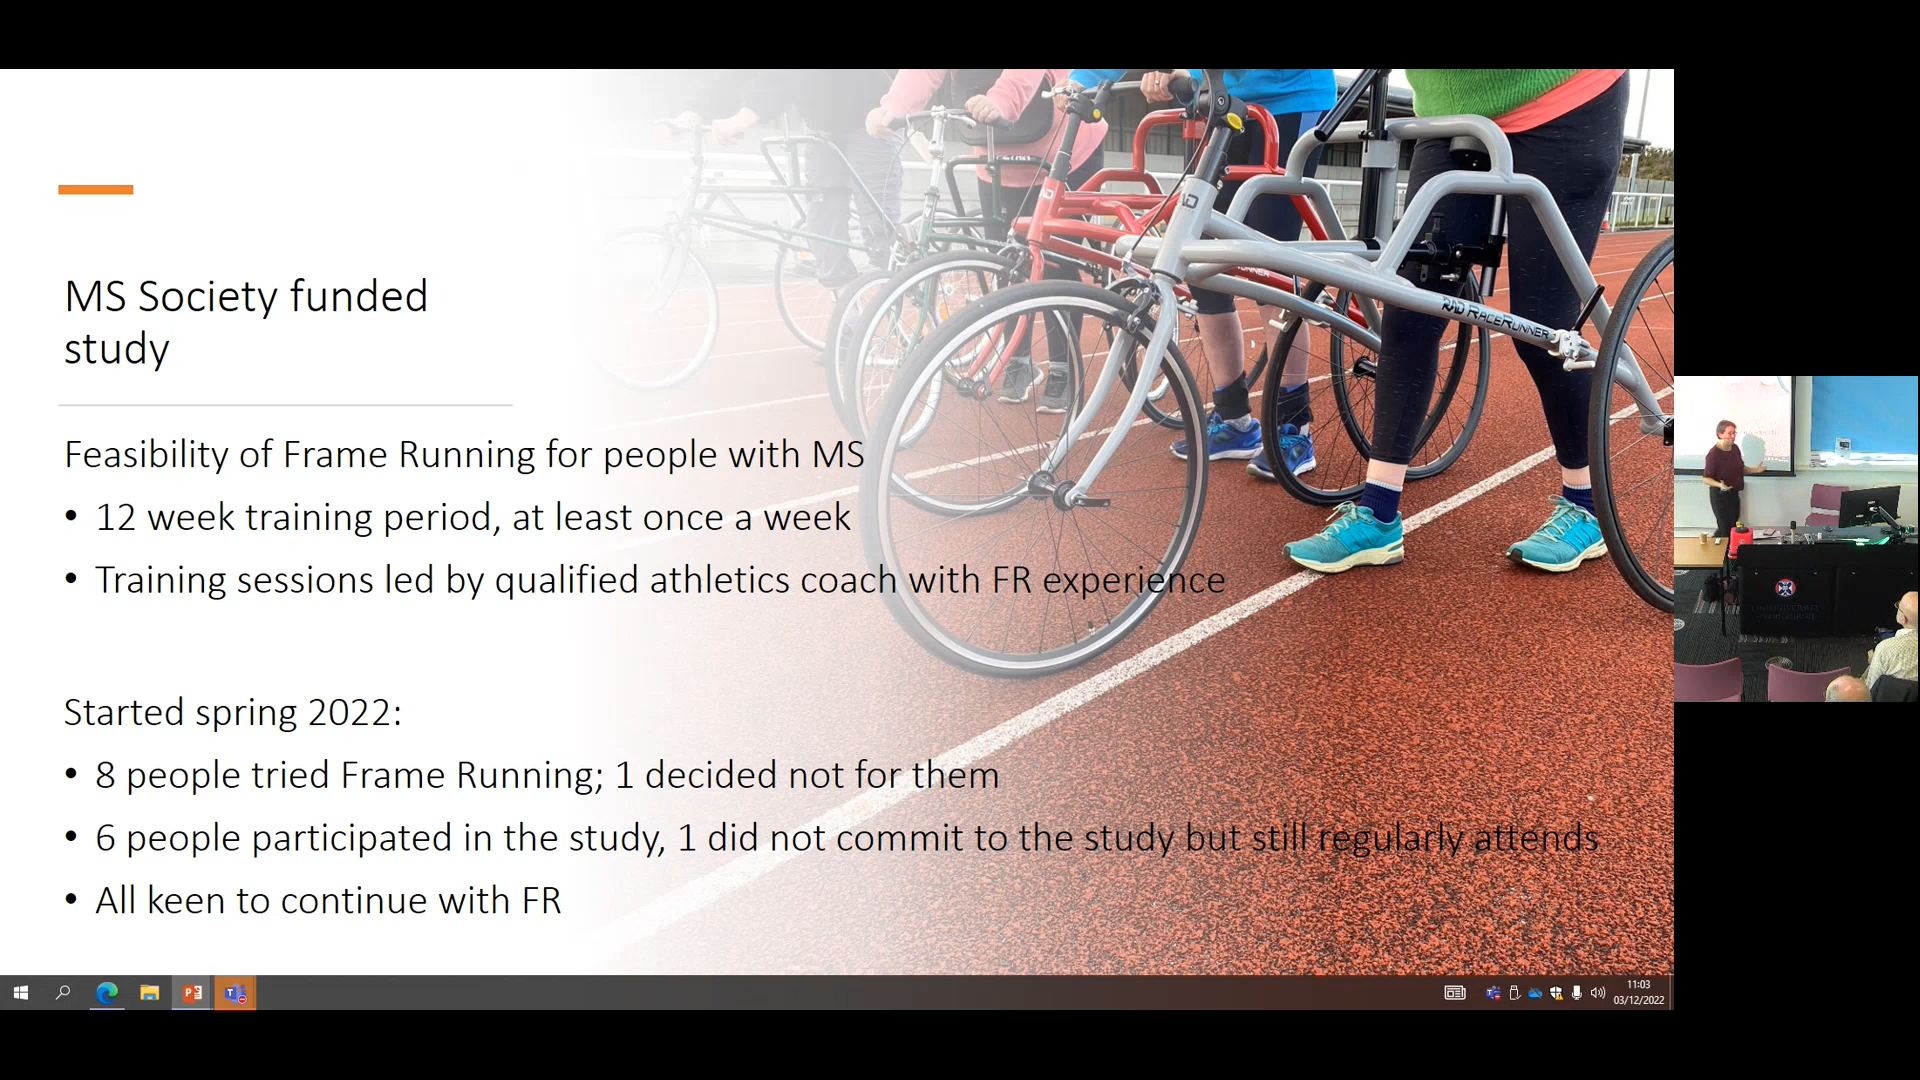 MS Society funded
study
Feasibility of Frame Running for people with MS
• 12 week training period, at least once a week
• Training sessions led by qualified athletics coach with FR experience
Started spring 2022:
• 8 people tried Frame Running; 1 decided not for them
• 6 people participated in the study, 1 did not commit to the study but still regularly attends
• All keen to continue with FR
RAD RACERUNNER
11:03
03/12/2022